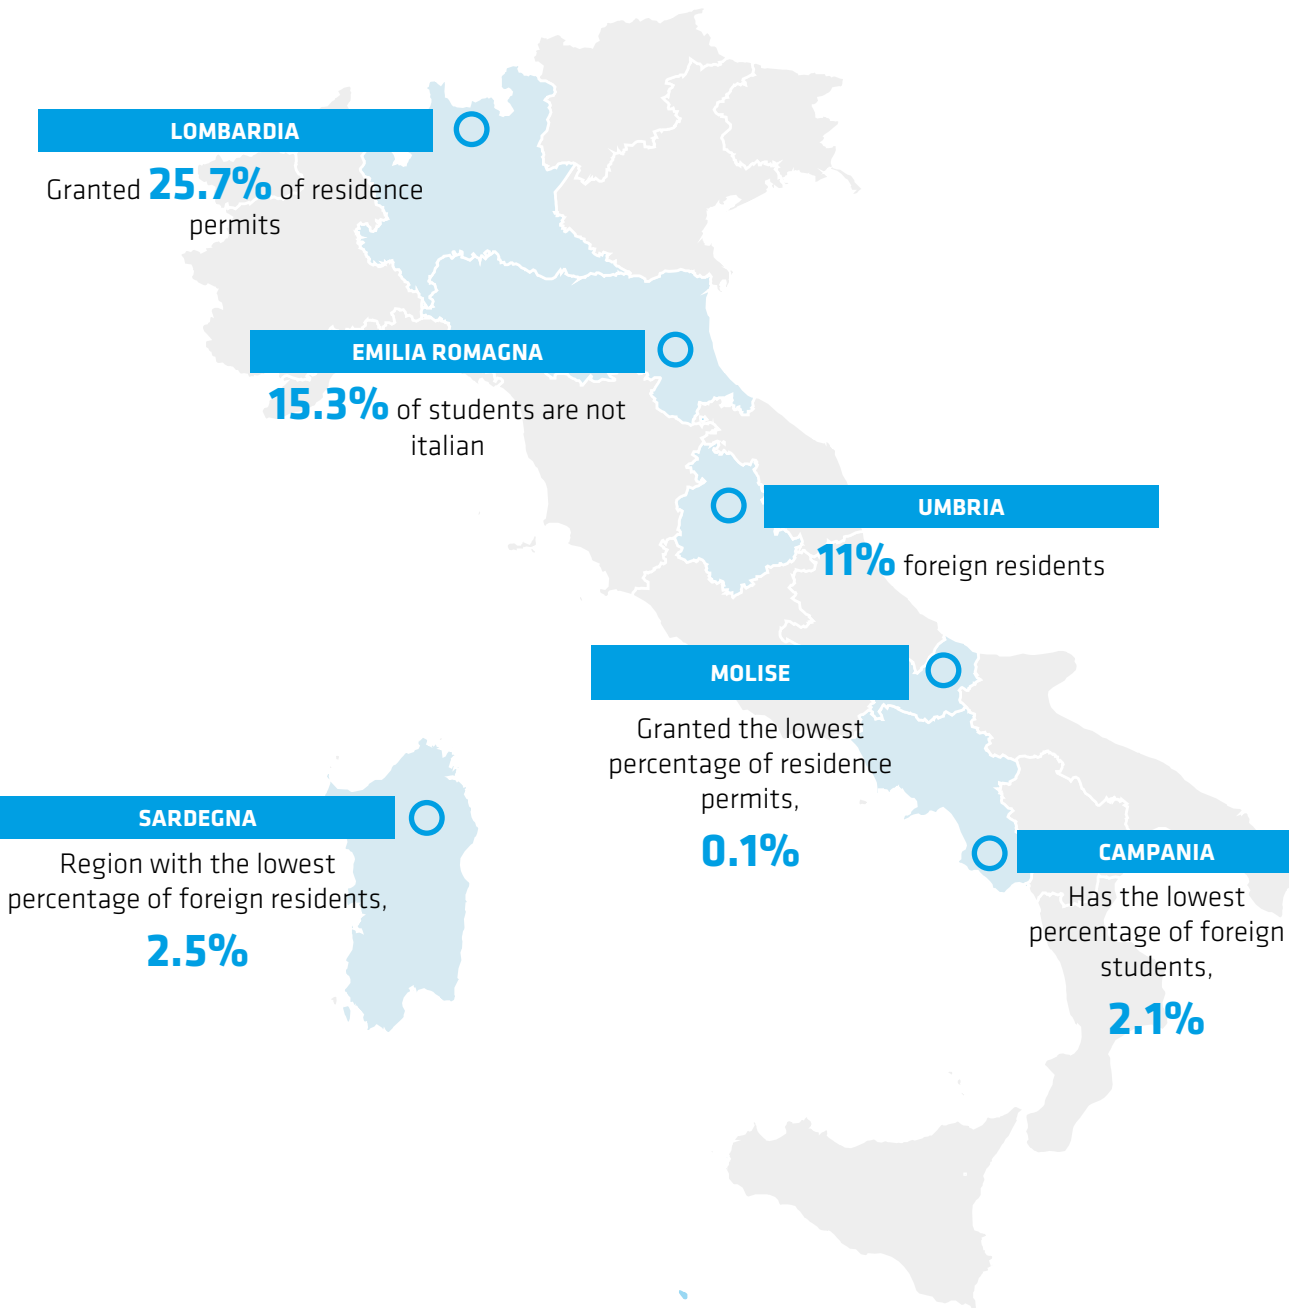 LOMBARDIA
Granted 25.7% of residence
permits
EMILIA ROMAGNA
15.3% of students are not
italian
UMBRIA
11% foreign residents
MOLISE
Granted the lowest
percentage of residence
permits,
0.1%
SARDEGNA
Region with the lowest
percentage of foreign residents,
2.5%
CAMPANIA
Has the lowest
percentage of foreign
students,
2.1%